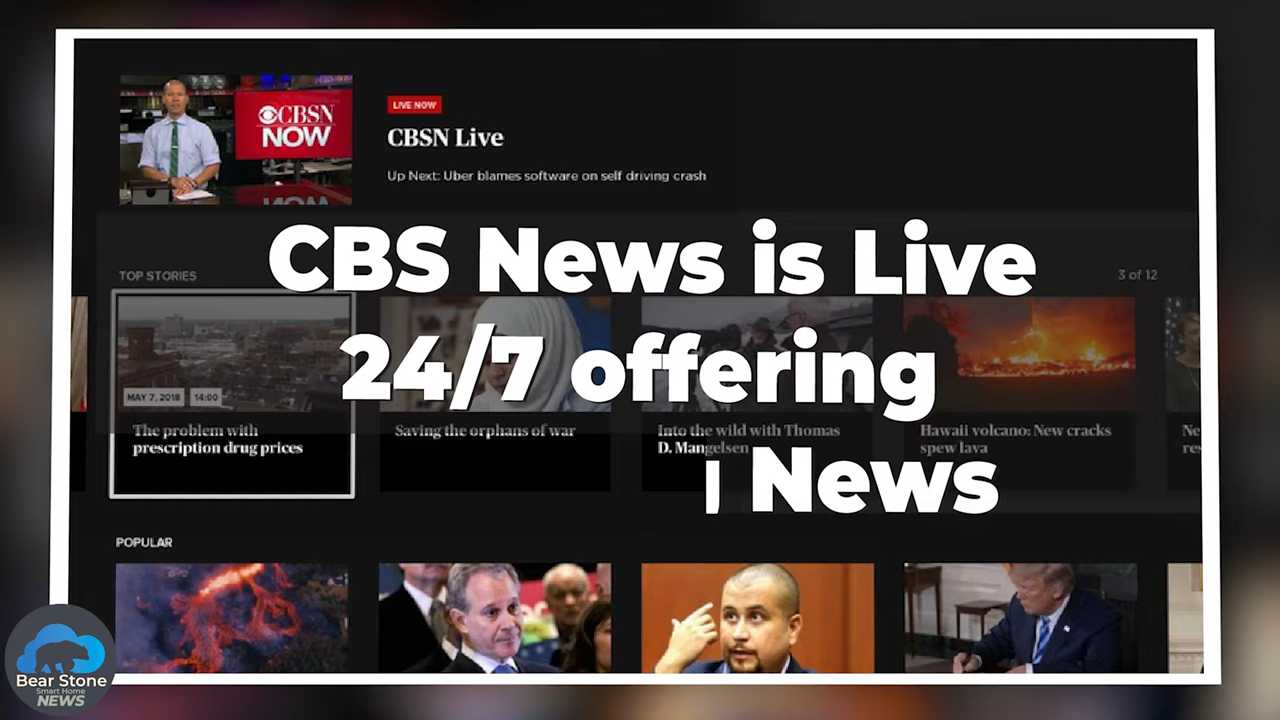 CBSN
NOW
LIVE NOW
CBSN Live
Up Next: Uber blames software on self driving crash
CBS News is Live
24/7 offering
News
TOP STORIES
3 of 12
MAY 7, 2018
14:00
The problem with
prescription drug prices
Saving the orphans of war
Into the wild with Thomas
D. Mangelsen
Hawaii volcano: New cracks
spew lava
POPULAR
Bear Stone
Smart Home
NEWS